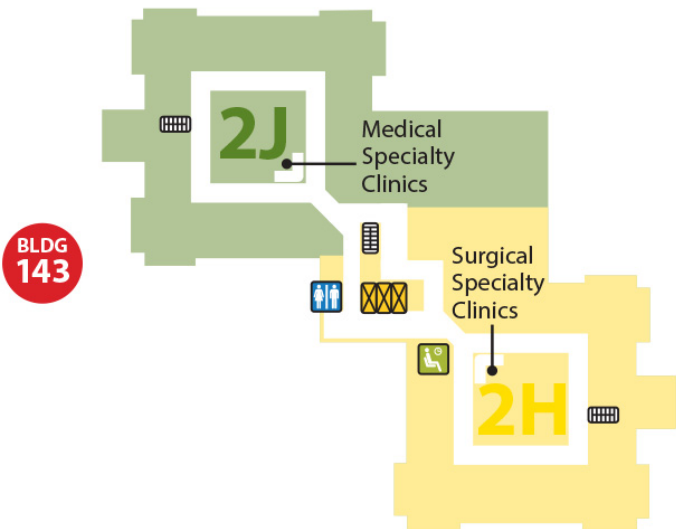 2J
Medical
Specialty
Clinics
BLDG
143
Surgical
Specialty
Clinics
2H